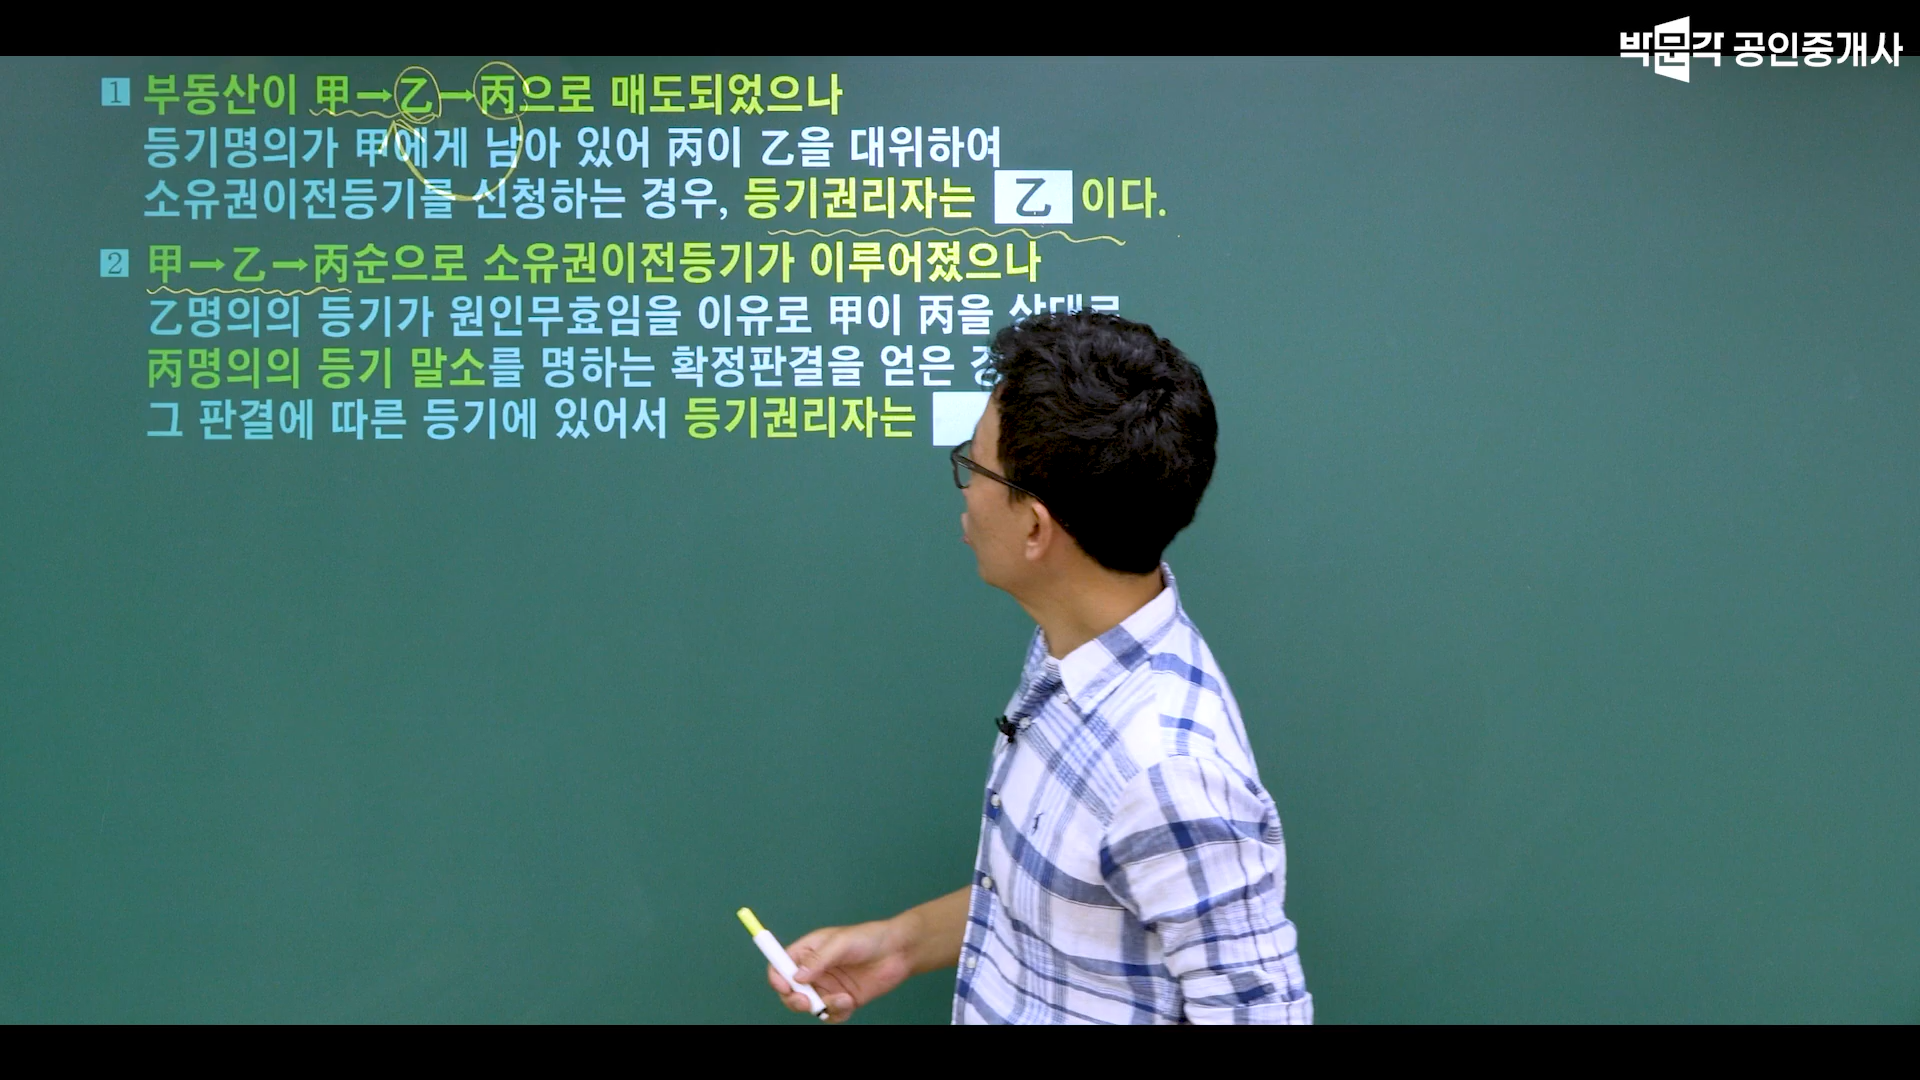 박문각 공인중개사
1 부동산이 甲→乙→丙으로 매도되었으나
등기명의가 甲에게 남아 있어 丙이 乙을 대위하여
소유권이전등기를 신청하는 경우, 등기권리자는 乙 이다.
2 甲→乙→丙순으로 소유권이전등기가 이루어졌으나
乙명의의 등기가 원인무효임을 이유로 甲이 丙을 상대로
丙명의의 등기 말소를 명하는 확정판결을 얻은
그 판결에 따른 등기에 있어서 등기권리자는